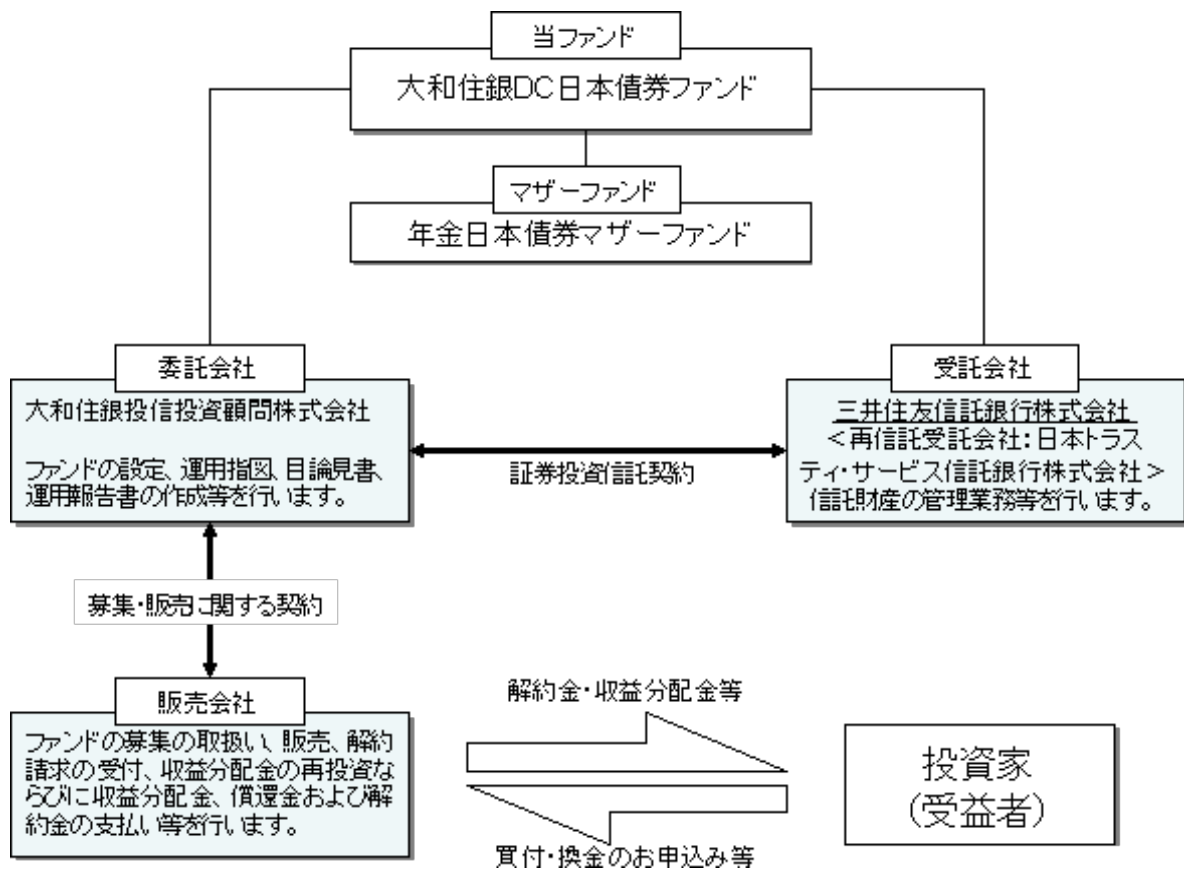 当ファンド
大和住銀DC日本債券ファンド
マザーファンド
年金日本債券マザーファンド
委託会社
大和住銀投信投資顧問株式会社
ファンドの設定、運用指図、目論見書、
運用報告書の作成等を行います。
証券投資信託契約
受託会社
三井住友信託銀行株式会社
<再信託受託会社:日本トラス
ティ・サービス信託銀行株式会社>
信託財産の管理業務等を行います。
募集・販売に関する契約
販売会社
ファンドの募集の取扱い、販売、解約
請求の受付、収益分配金の再投資な
らびに収益分配金、償還金および解
約金の支払い等を行います。
解約金・収益分配金等
買付・換金のお申込み等
投資家
(受益者)